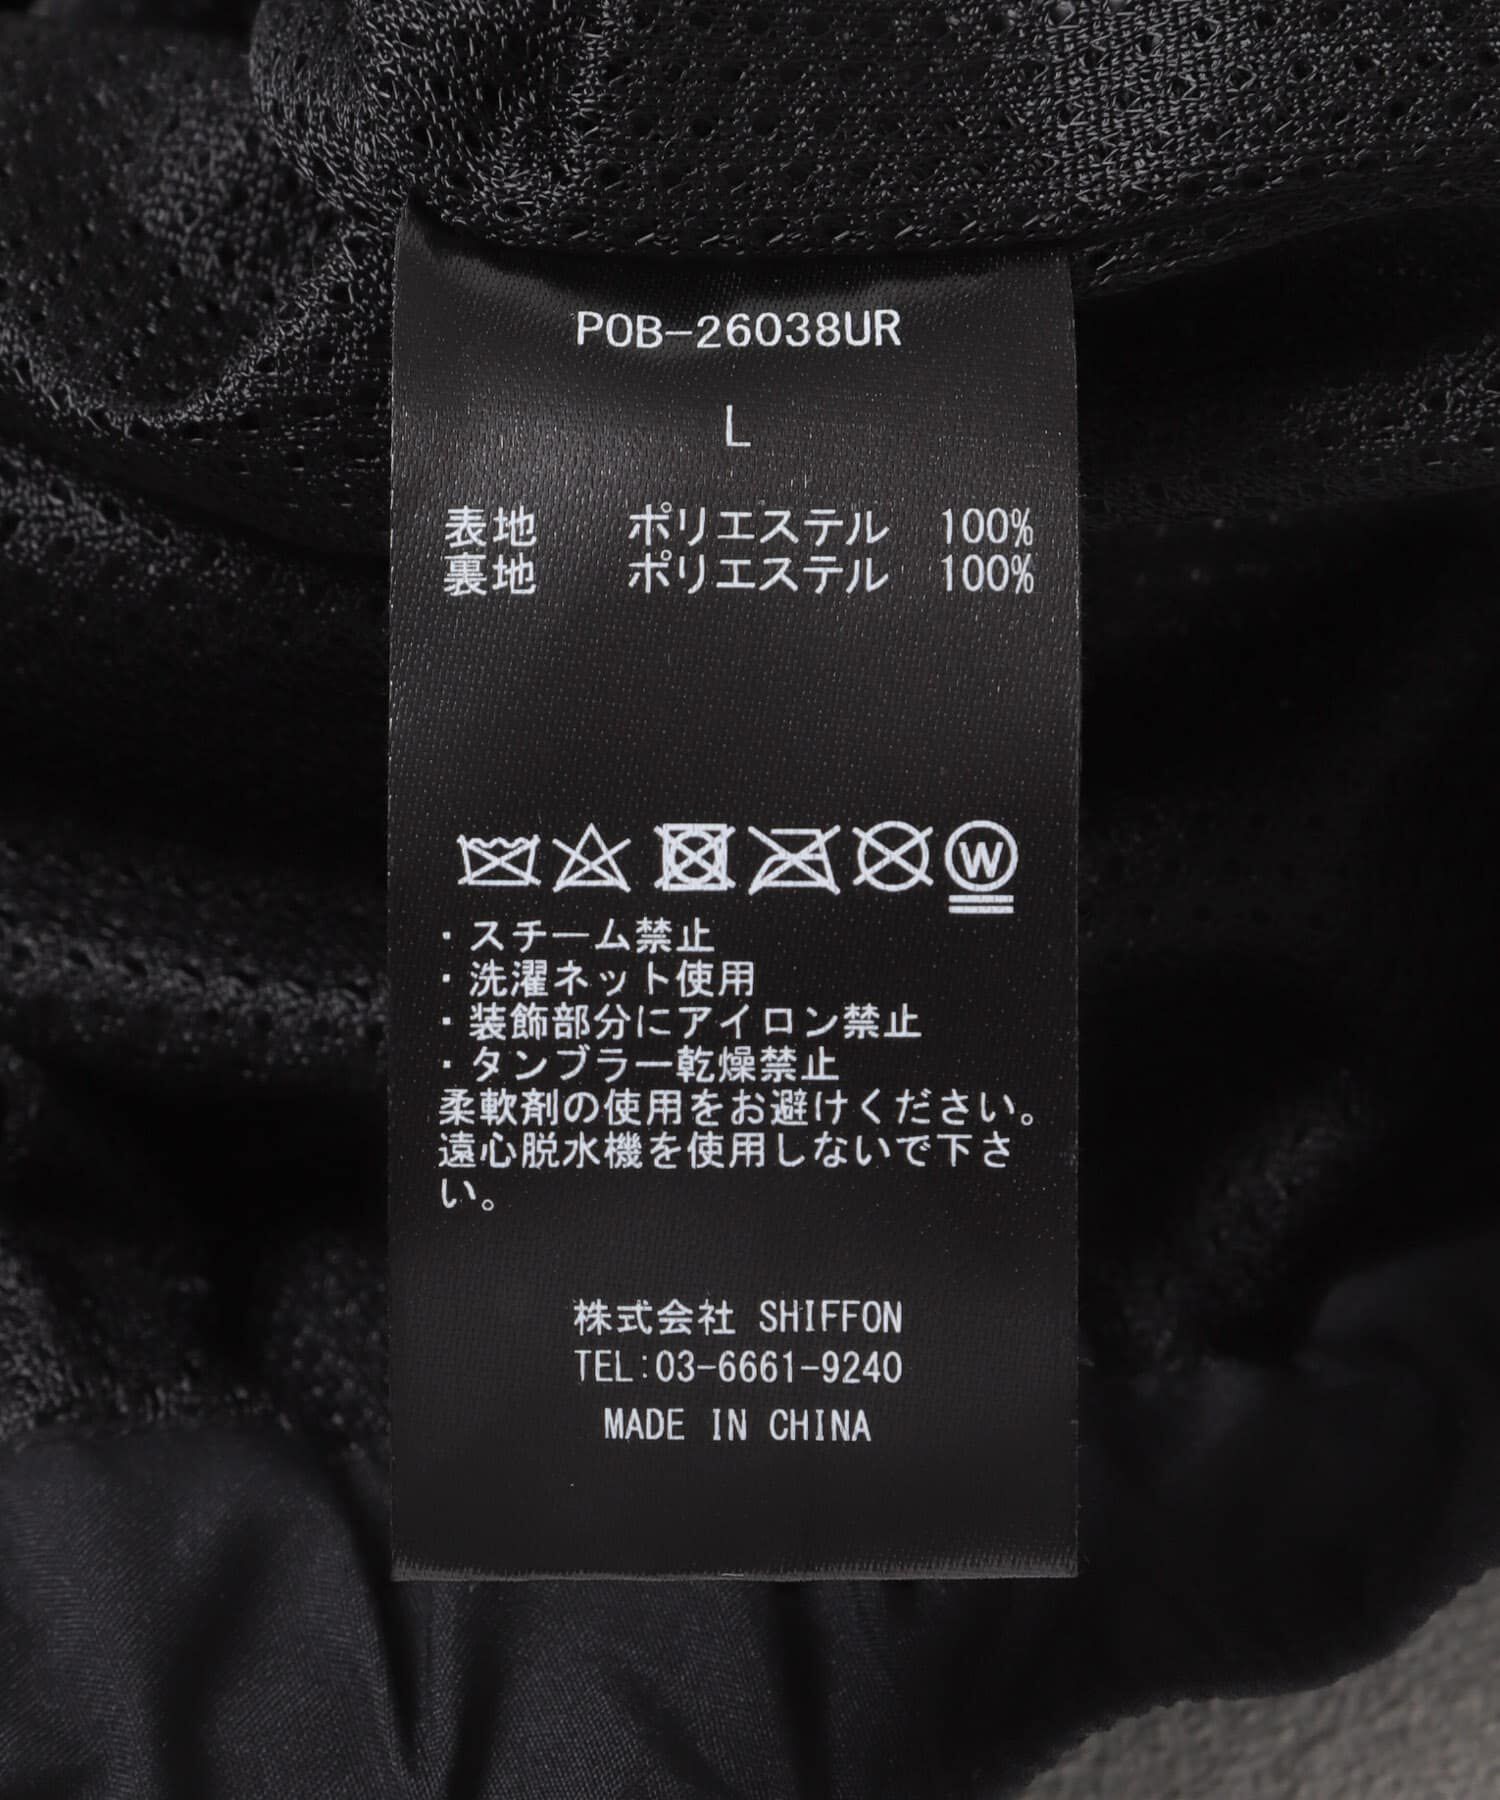 POB-26038UR
L
表地 ポリエステル 100%
裏地 ポリエステル 100%
W
・スチーム禁止
・洗濯ネット使用
・装飾部分にアイロン禁止
・タンブラー乾燥禁止
柔軟剤の使用をお避けください。
遠心脱水機を使用しないで下さ
い。
株式会社 SHIFFON
TEL:03-6661-9240
MADE IN CHINA